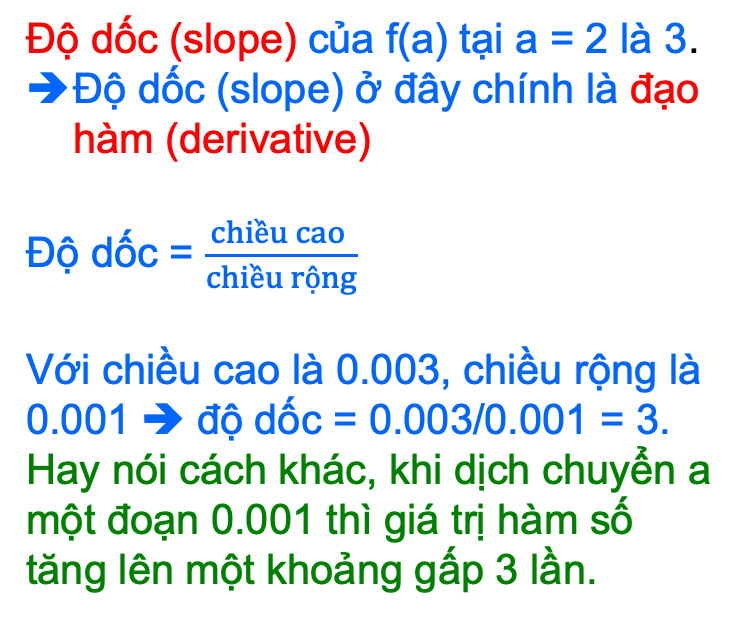 Độ dốc (slope) của f(a) tại a = 2 là 3.
➔Độ dốc (slope) ở đây chính là đạo
hàm (derivative)
Độ dốc = chiều cao / chiều rộng
Với chiều cao là 0.003, chiều rộng là
0.001 ➔ độ dốc = 0.003/0.001 = 3.
Hay nói cách khác, khi dịch chuyển a
một đoạn 0.001 thì giá trị hàm số
tăng lên một khoảng gấp 3 lần.